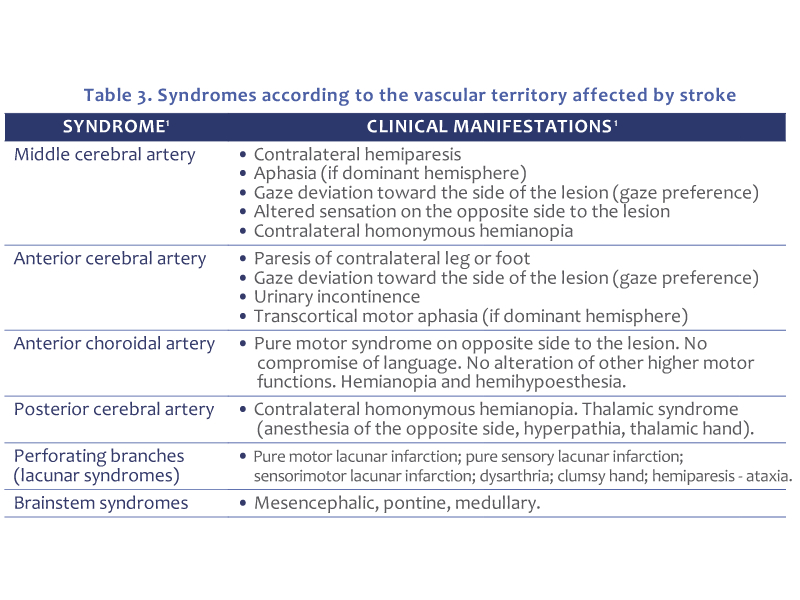 Table 3. Syndromes according to the vascular territory affected by stroke
SYNDROME¹ CLINICAL MANIFESTATIONS¹
Middle cerebral artery
• Contralateral hemiparesis
• Aphasia (if dominant hemisphere)
• Gaze deviation toward the side of the lesion (gaze preference)
• Altered sensation on the opposite side to the lesion
• Contralateral homonymous hemianopia
Anterior cerebral artery
• Paresis of contralateral leg or foot
• Gaze deviation toward the side of the lesion (gaze preference)
• Urinary incontinence
• Transcortical motor aphasia (if dominant hemisphere)
Anterior choroidal artery
• Pure motor syndrome on opposite side to the lesion. No
compromise of language. No alteration of other higher motor
functions. Hemianopia and hemihypoesthesia.
Posterior cerebral artery
• Contralateral homonymous hemianopia. Thalamic syndrome
(anesthesia of the opposite side, hyperpathia, thalamic hand).
Perforating branches
(lacunar syndromes)
• Pure motor lacunar infarction; pure sensory lacunar infarction;
sensorimotor lacunar infarction; dysarthria; clumsy hand; hemiparesis - ataxia.
Brainstem syndromes
• Mesencephalic, pontine, medullary.